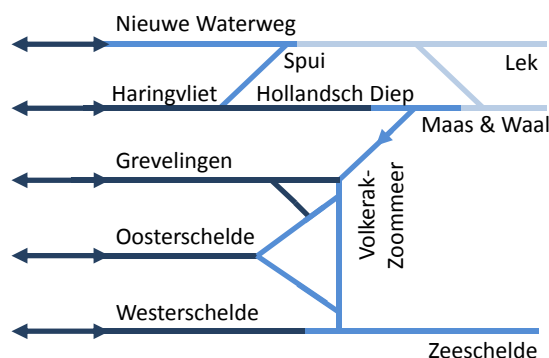 Nieuwe Waterweg
Spui
Lek
Haringvliet
Hollandsch Diep
Maas & Waal
Grevelingen
Volkerak-
Zoommeer
Oosterschelde
Westerschelde
Zeeschelde